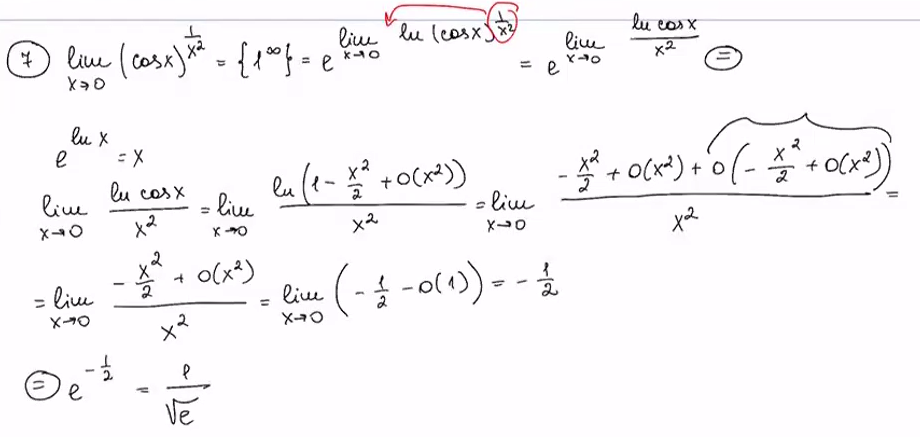 7 lim x→0 (cos x)^(1/x²) = {1^∞} = e^(lim x→0 ln (cos x)^(1/x²)) = e^(lim x→0 ln cos x / x²) =
e^(ln x) = x
lim x→0 ln cos x / x² = lim x→0 ln(1 - x²/2 + o(x²)) / x² = lim x→0 (-x²/2 + o(x²) + o(-x²/2 + o(x²))) / x² =
= lim x→0 (-x²/2 + o(x²)) / x² = lim x→0 (-1/2 - o(1)) = -1/2
= e^(-1/2) = 1/√e